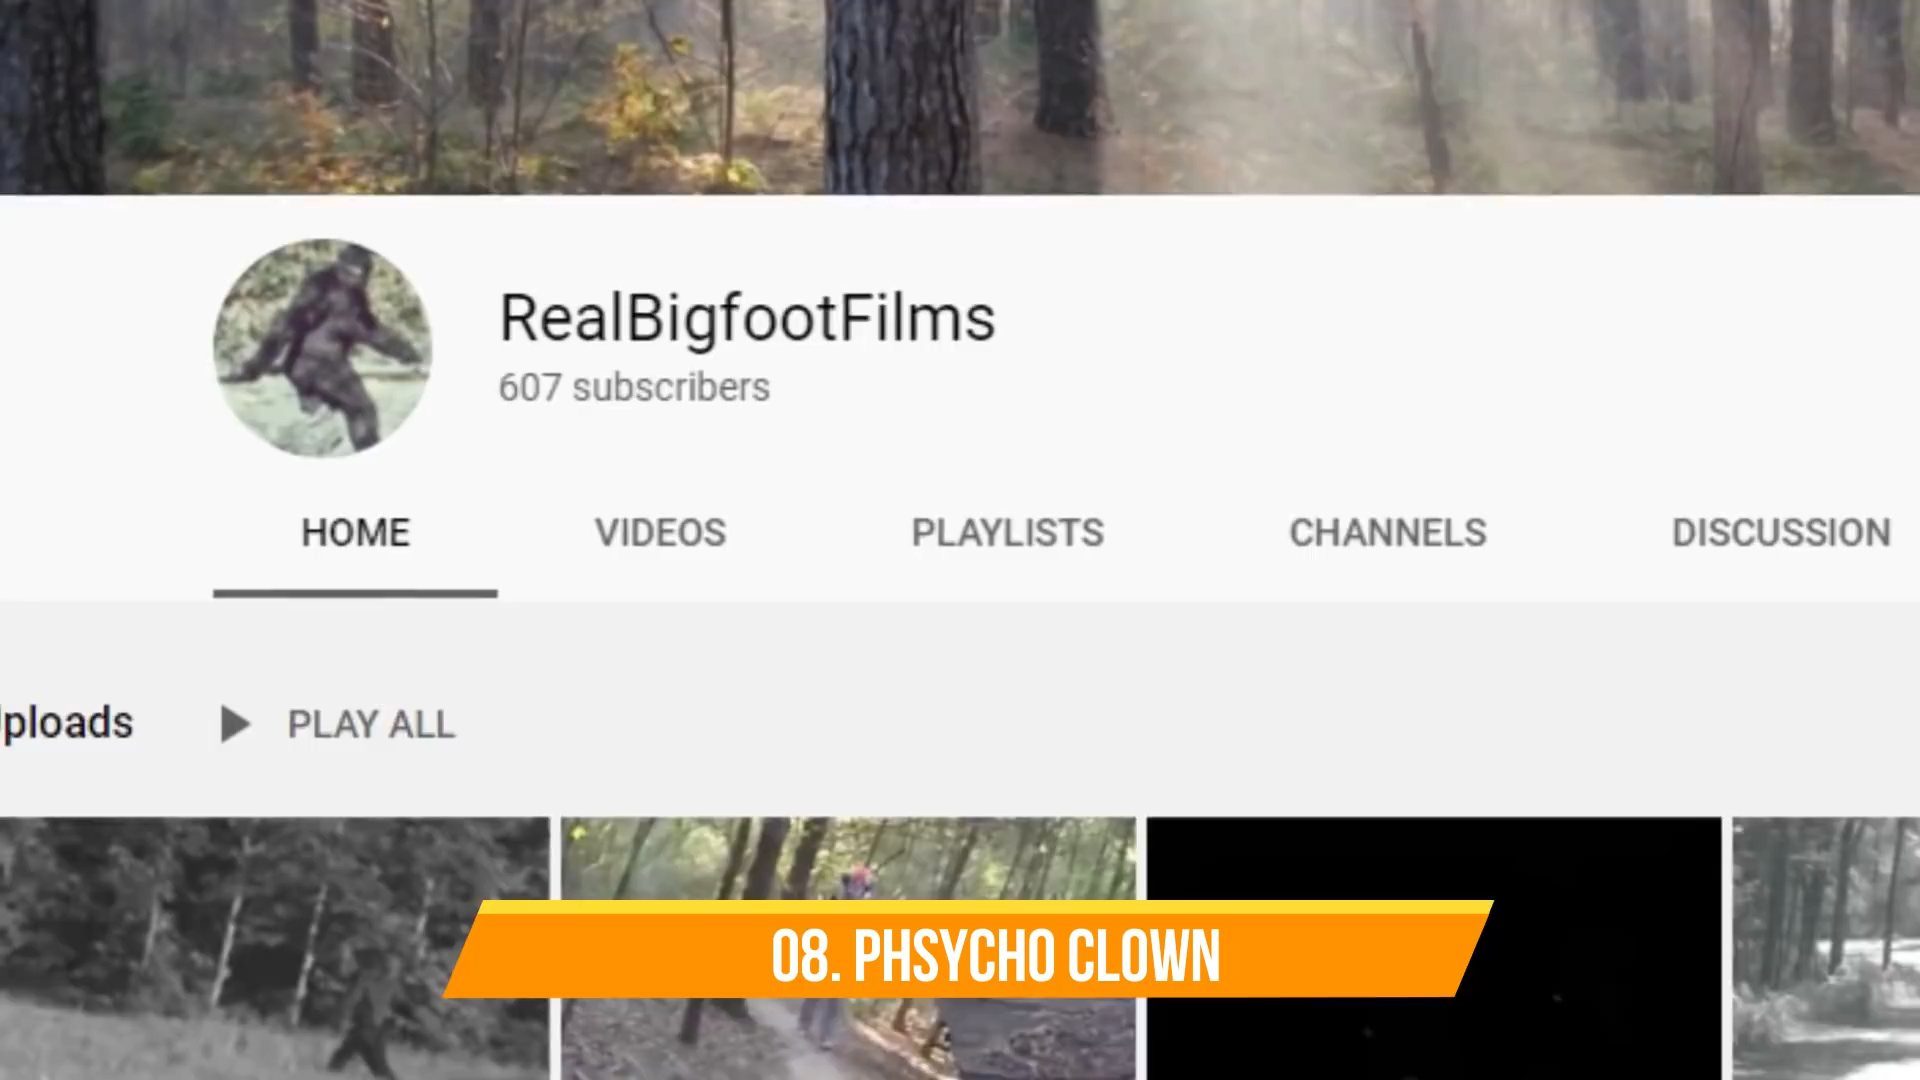 RealBigfootFilms
607 subscribers
HOME VIDEOS PLAYLISTS CHANNELS DISCUSSION
ploads PLAY ALL
08. PHSYCHO CLOWN